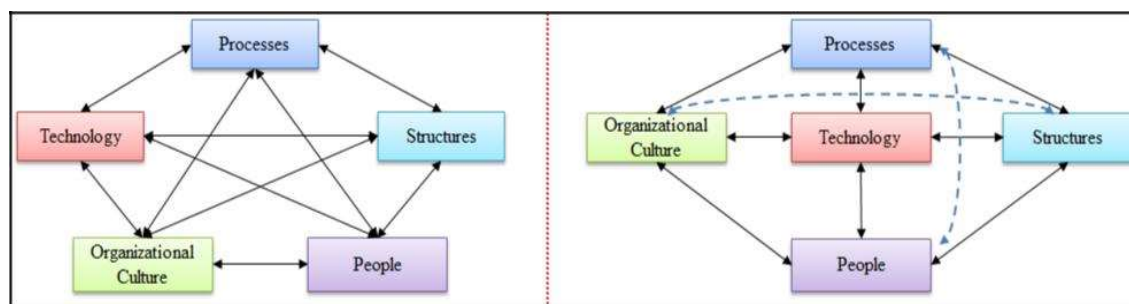 Processes
Technology
Structures
Organizational
Culture
People
Processes
Organizational
Culture
Technology
Structures
People